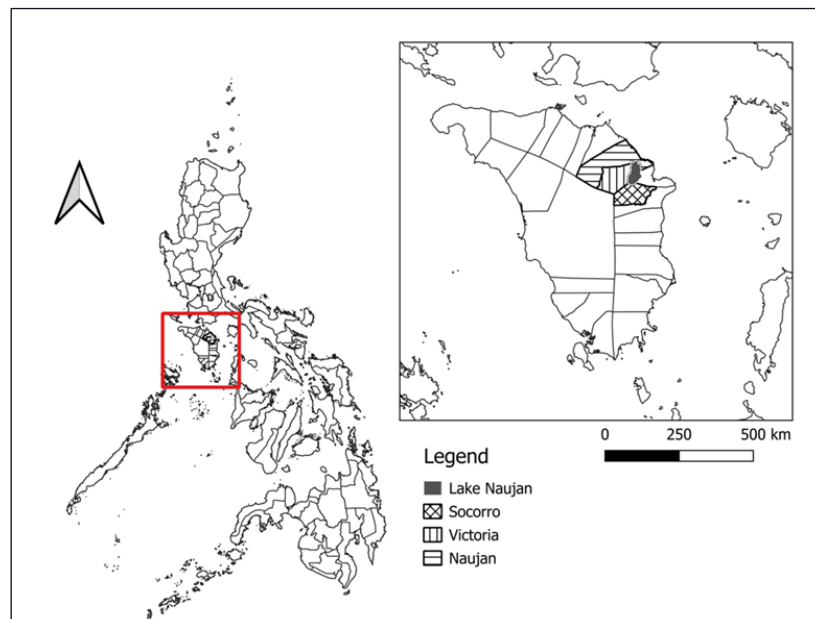 0 250 500 km
Legend
Lake Naujan
Socorro
Victoria
Naujan